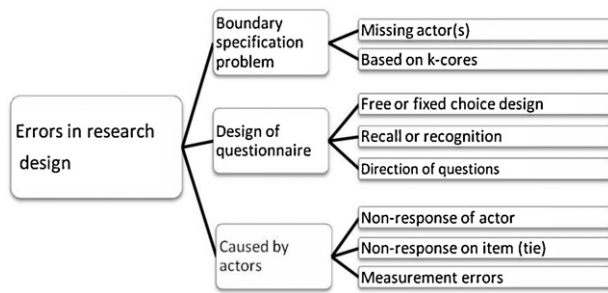 Errors in research
design
Boundary
specification
problem
Missing actor(s)
Based on k-cores
Design of
questionnaire
Free or fixed choice design
Recall or recognition
Direction of questions
Caused by
actors
Non-response of actor
Non-response on item (tie)
Measurement errors